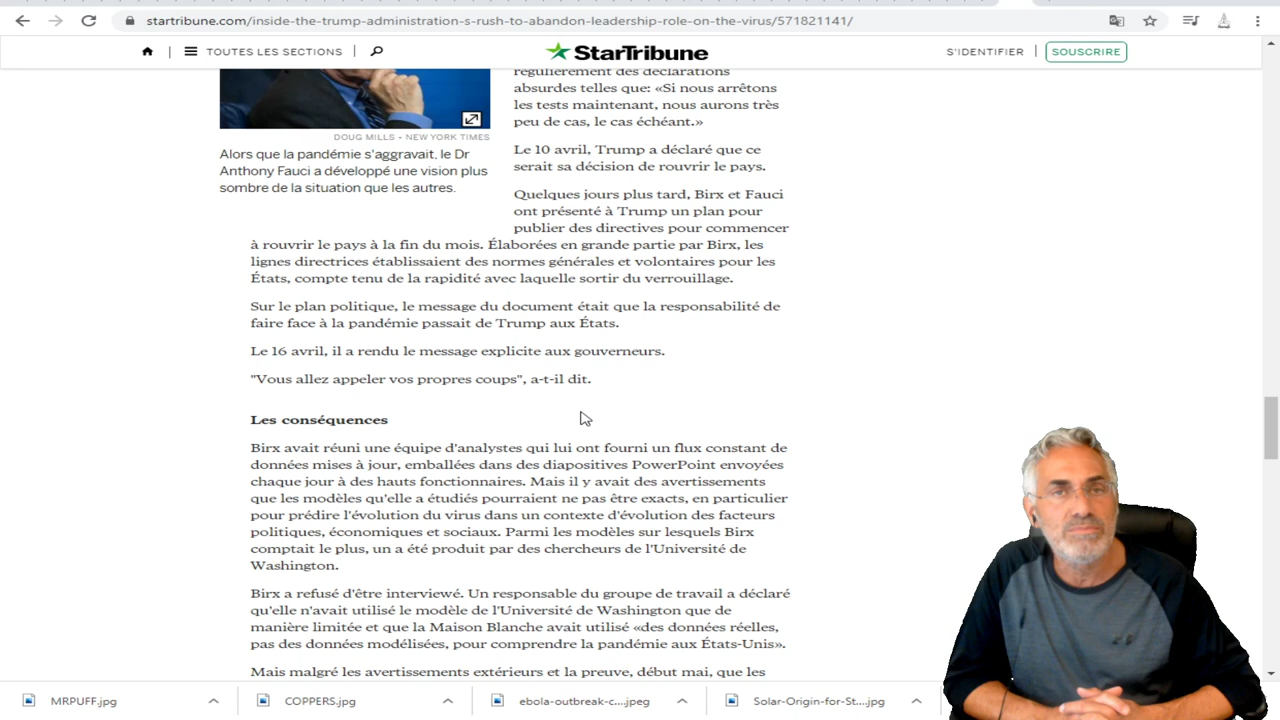 startribune.com/inside-the-trump-administration-s-rush-to-abandon-leadership-role-on-the-virus/571821141/
TOUTES LES SECTIONS
StarTribune
S'IDENTIFIER
SOUSCRIRE
DOUG MILLS • NEW YORK TIMES
Alors que la pandémie s'aggravait, le Dr
Anthony Fauci a développé une vision plus
sombre de la situation que les autres.
régulièrement des déclarations
absurdes telles que: «Si nous arrêtons
les tests maintenant, nous aurons très
peu de cas, le cas échéant.»
Le 10 avril, Trump a déclaré que ce
serait sa décision de rouvrir le pays.
Quelques jours plus tard, Birx et Fauci
ont présenté à Trump un plan pour
publier des directives pour commencer
à rouvrir le pays à la fin du mois. Élaborées en grande partie par Birx, les
lignes directrices établissaient des normes générales et volontaires pour les
États, compte tenu de la rapidité avec laquelle sortir du verrouillage.
Sur le plan politique, le message du document était que la responsabilité de
faire face à la pandémie passait de Trump aux États.
Le 16 avril, il a rendu le message explicite aux gouverneurs.
"Vous allez appeler vos propres coups", a-t-il dit.
Les conséquences
Birx avait réuni une équipe d'analystes qui lui ont fourni un flux constant de
données mises à jour, emballées dans des diapositives PowerPoint envoyées
chaque jour à des hauts fonctionnaires. Mais il y avait des avertissements
que les modèles qu'elle a étudiés pourraient ne pas être exacts, en particulier
pour prédire l'évolution du virus dans un contexte d'évolution des facteurs
politiques, économiques et sociaux. Parmi les modèles sur lesquels Birx
comptait le plus, un a été produit par des chercheurs de l'Université de
Washington.
Birx a refusé d'être interviewé. Un responsable du groupe de travail a déclaré
qu'elle n'avait utilisé le modèle de l'Université de Washington que de
manière limitée et que la Maison Blanche avait utilisé «des données réelles,
pas des données modélisées, pour comprendre la pandémie aux États-Unis».
Mais malgré les avertissements extérieurs et la preuve, début mai, que les
MRPUFF.jpg
COPPERS.jpg
ebola-outbreak-c....jpeg
Solar-Origin-for-St....jpg